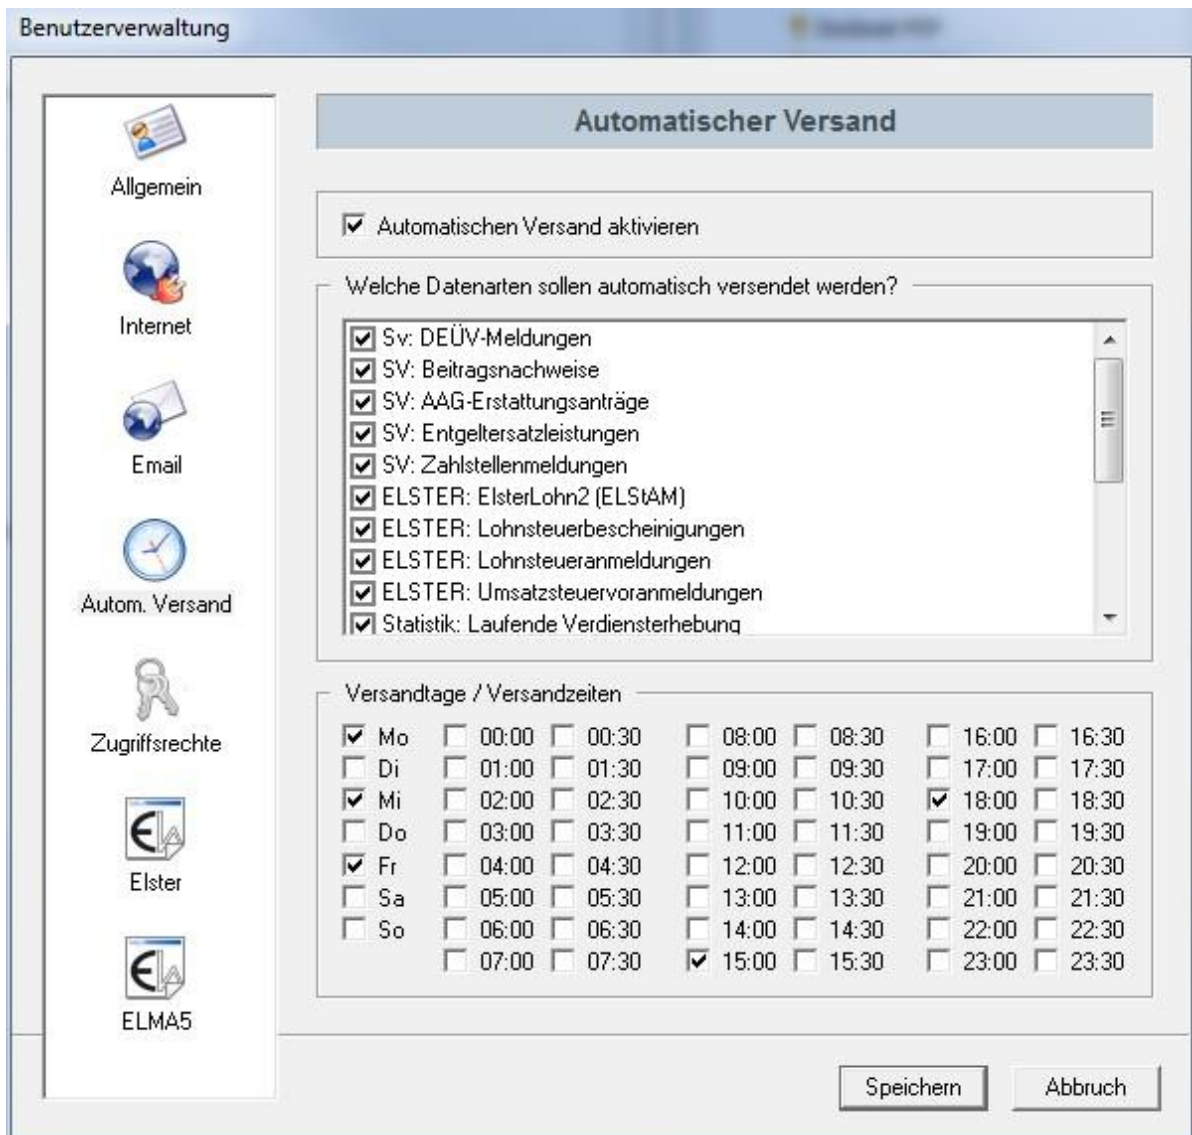 Benutzerverwaltung
Allgemein
Internet
Email
Autom. Versand
Zugriffsrechte
Elster
ELMA5
Automatischer Versand
Automatischen Versand aktivieren
Welche Datenarten sollen automatisch versendet werden?
Sv: DEÜV-Meldungen
SV: Beitragsnachweise
SV: AAG-Erstattungsanträge
SV: Entgeltersatzleistungen
SV: Zahlstellenmeldungen
ELSTER: ElsterLohn2 (ELStAM)
ELSTER: Lohnsteuerbescheinigungen
ELSTER: Lohnsteueranmeldungen
ELSTER: Umsatzsteuervoranmeldungen
Statistik: Laufende Verdiensterhebung
Versandtage / Versandzeiten
Mo 00:00 00:30 08:00 08:30 16:00 16:30
Di 01:00 01:30 09:00 09:30 17:00 17:30
Mi 02:00 02:30 10:00 10:30 18:00 18:30
Do 03:00 03:30 11:00 11:30 19:00 19:30
Fr 04:00 04:30 12:00 12:30 20:00 20:30
Sa 05:00 05:30 13:00 13:30 21:00 21:30
So 06:00 06:30 14:00 14:30 22:00 22:30
07:00 07:30 15:00 15:30 23:00 23:30
Speichern Abbruch